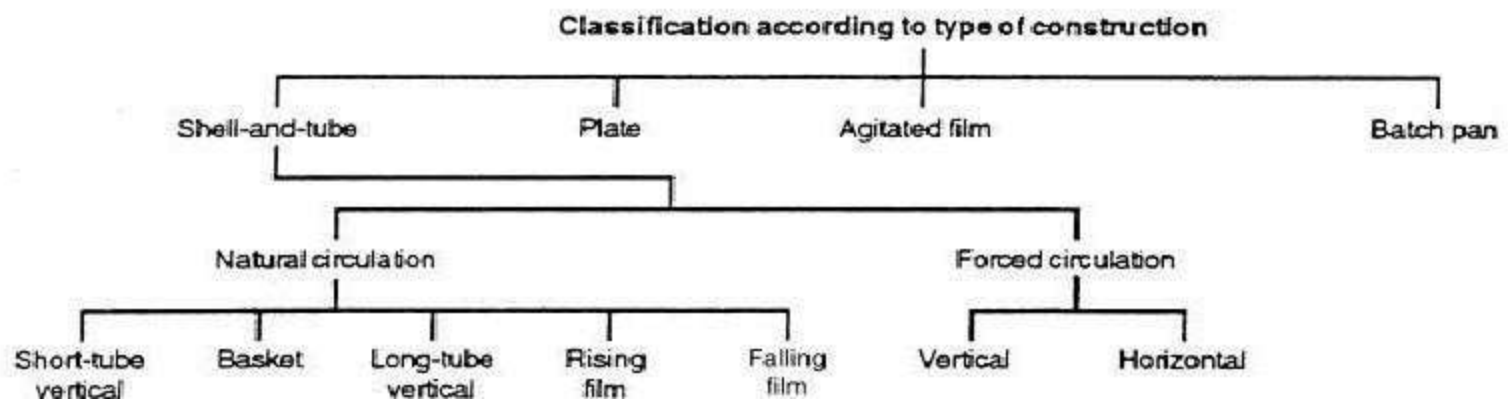 Classification according to type of construction
Shell-and-tube Plate Agitated film Batch pan
Natural circulation Forced circulation
Short-tube vertical
Basket
Long-tube vertical
Rising film
Falling film
Vertical
Horizontal